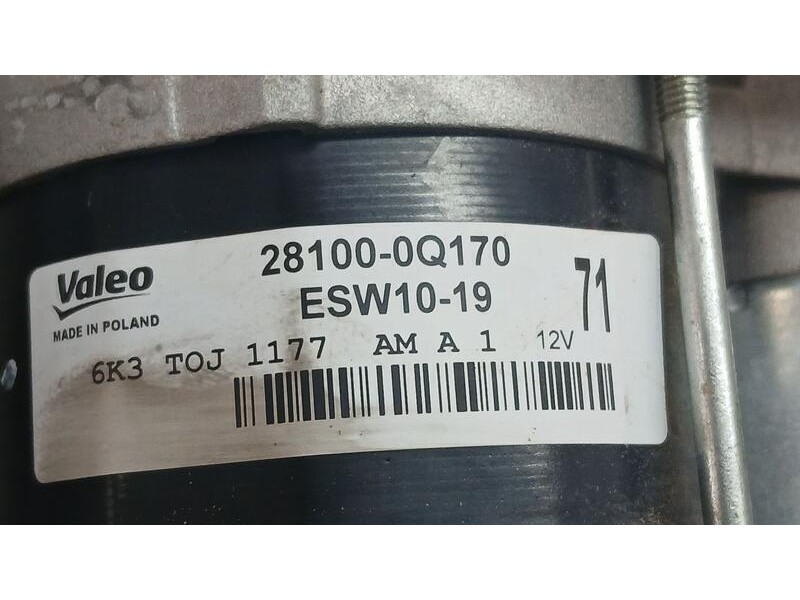 Valeo
MADE IN POLAND
28100-0Q170
ESW10-19
71
6K3 TOJ 1177 AM A 1 12V